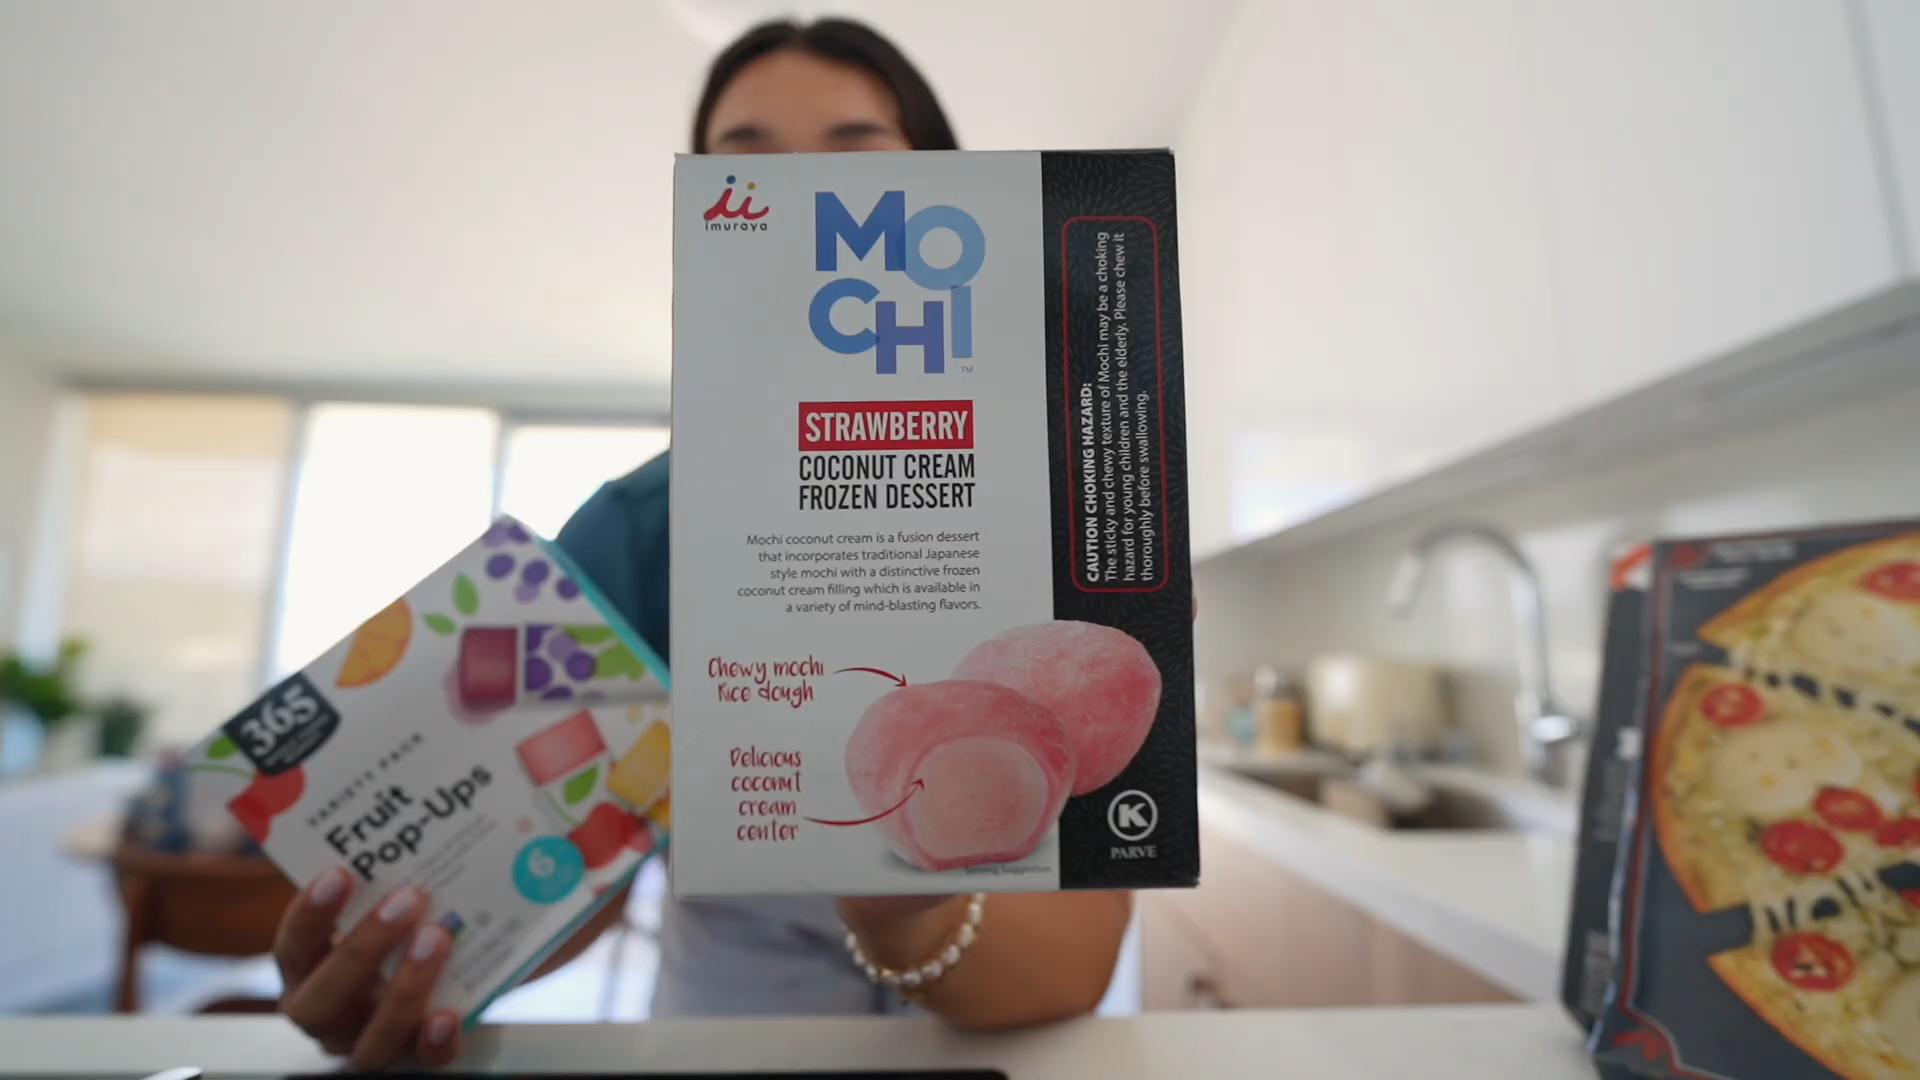 imuraya
MO
CHI
TM
STRAWBERRY
COCONUT CREAM
FROZEN DESSERT
Mochi coconut cream is a fusion dessert
that incorporates traditional Japanese
style mochi with a distinctive frozen
coconut cream filling which is available in
a variety of mind-blasting flavors.
Chewy mochi
Rice dough
Delicious
coconut
cream
center
Serving Suggestion
CAUTION CHOKING HAZARD:
The sticky and chewy texture of Mochi may be a choking
hazard for young children and the elderly. Please chew it
thoroughly before swallowing.
K
PARVE
365
VARIETY PACK
Fruit
Pop-Ups
6